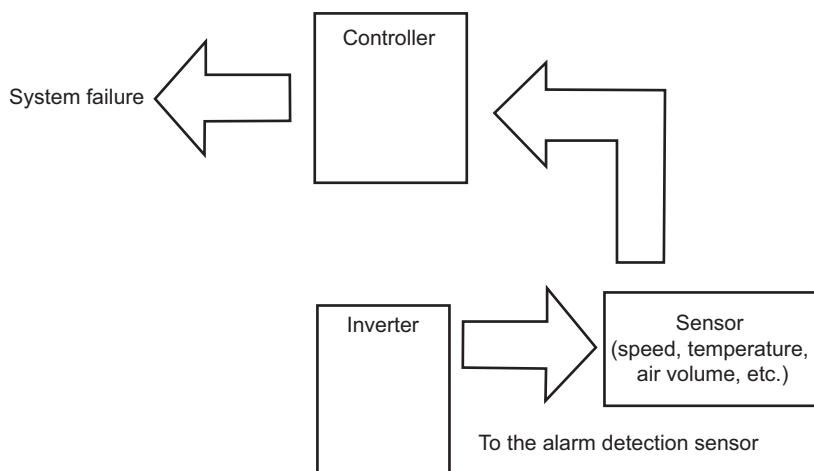 Controller
System failure
Inverter
Sensor
(speed, temperature,
air volume, etc.)
To the alarm detection sensor